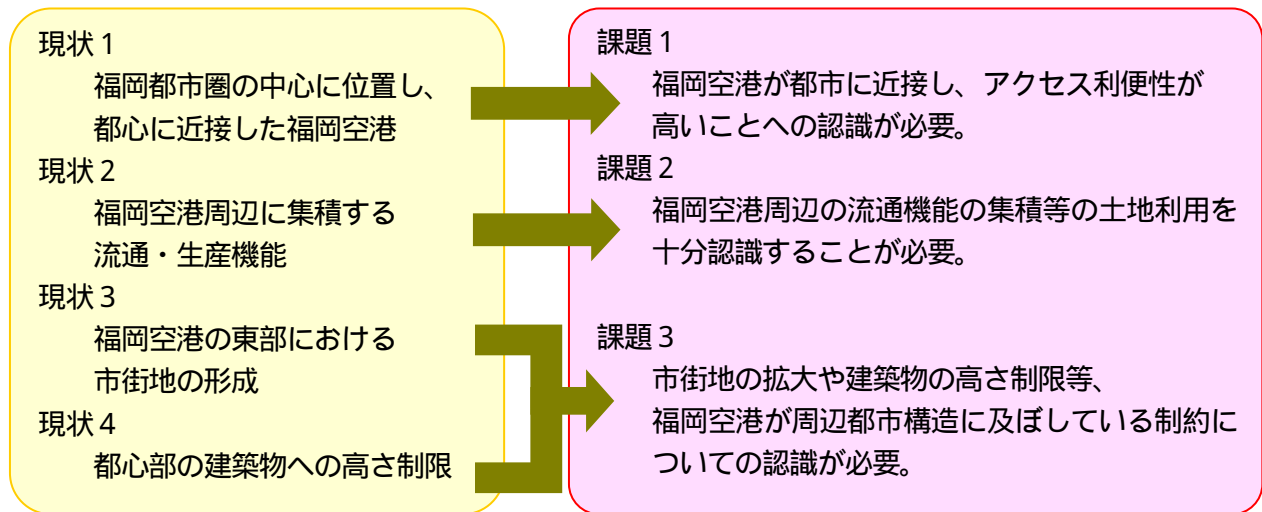 現状１
福岡都市圏の中心に位置し、
都心に近接した福岡空港
現状２
福岡空港周辺に集積する
流通・生産機能
現状３
福岡空港の東部における
市街地の形成
現状４
都心部の建築物への高さ制限
課題１
福岡空港が都市に近接し、アクセス利便性が
高いことへの認識が必要。
課題２
福岡空港周辺の流通機能の集積等の土地利用を
十分認識することが必要。
課題３
市街地の拡大や建築物の高さ制限等、
福岡空港が周辺都市構造に及ぼしている制約に
ついての認識が必要。